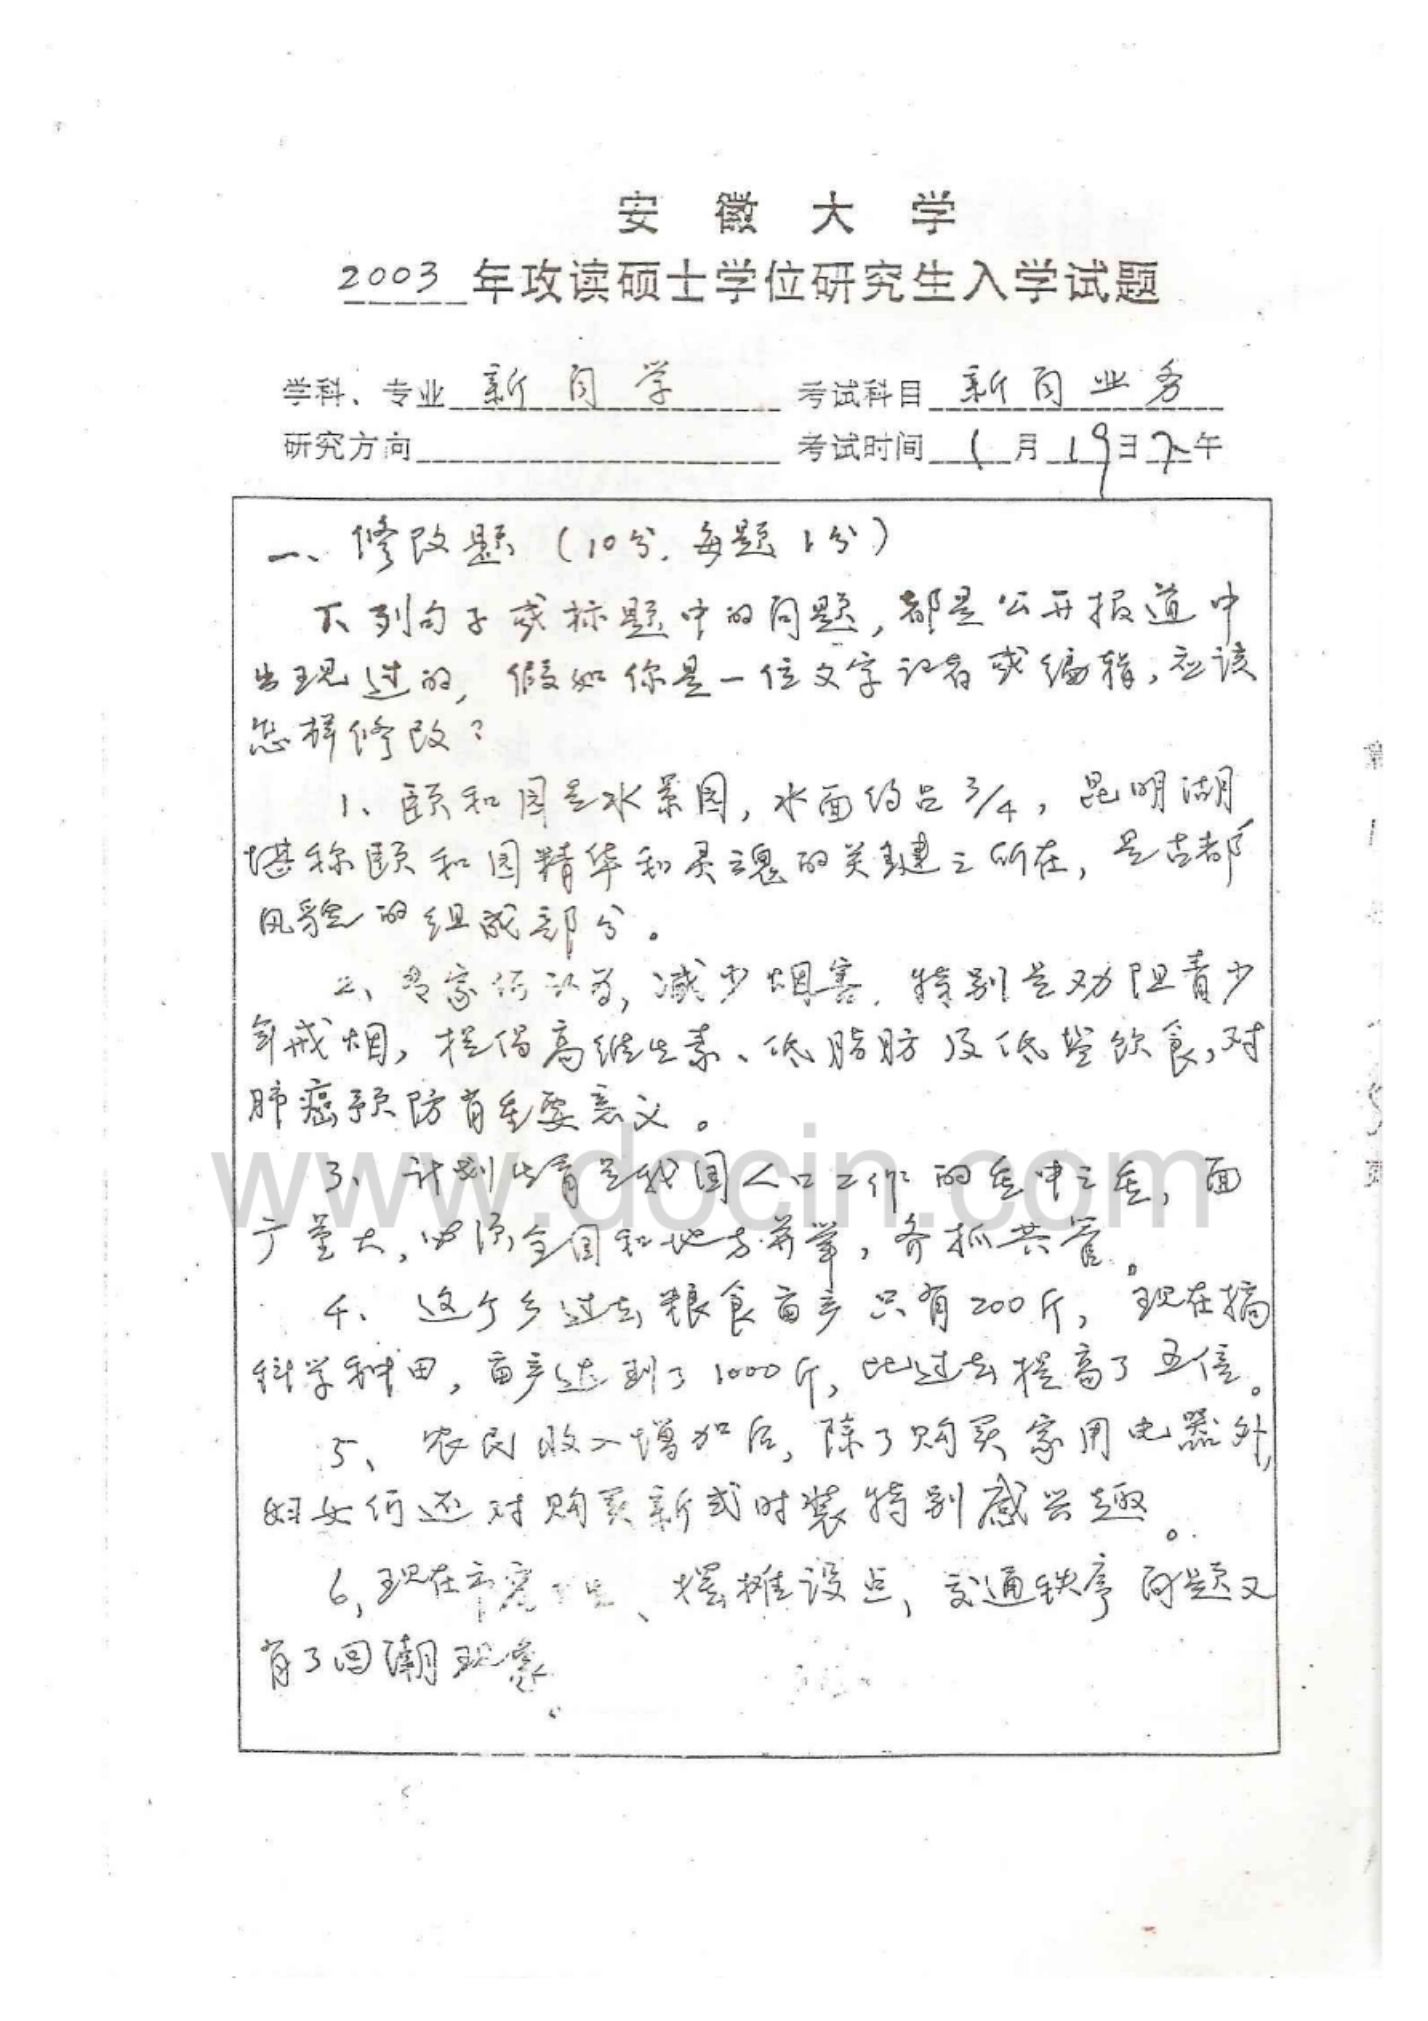 安徽大学
2003年攻读硕士学位研究生入学试题
学科、专业 新闻学 考试科目 新闻业务
研究方向 考试时间 1月19日下午
一、修改题（10分，每题1分）
下列句子或标题中的问题，都是公开报道中
出现过的，假如你是一位文字记者或编辑，应该
怎样修改？
1、颐和园是水景园，水面约占3/4，昆明湖
堪称颐和园精华和灵魂的关键之所在，是古都
风貌的组成部分。
2、专家们认为，减少烟害，特别是劝阻青少
年戒烟，提倡高维生素、低脂肪及低盐饮食，对
肺癌预防有重要意义。
www.docin.com
3、计划生育是我国人口工作的重中之重，面
广量大，必须全国和地方并举，齐抓共管。
4、这个乡过去粮食亩产只有200斤，现在搞
科学种田，亩产达到了1000斤，比过去提高了五倍。
5、农民收入增加后，除了购买家用电器外，
妇女们还对购买新式时装特别感兴趣。
6，现在市容、摆摊设点，交通秩序问题又
有了回潮现象